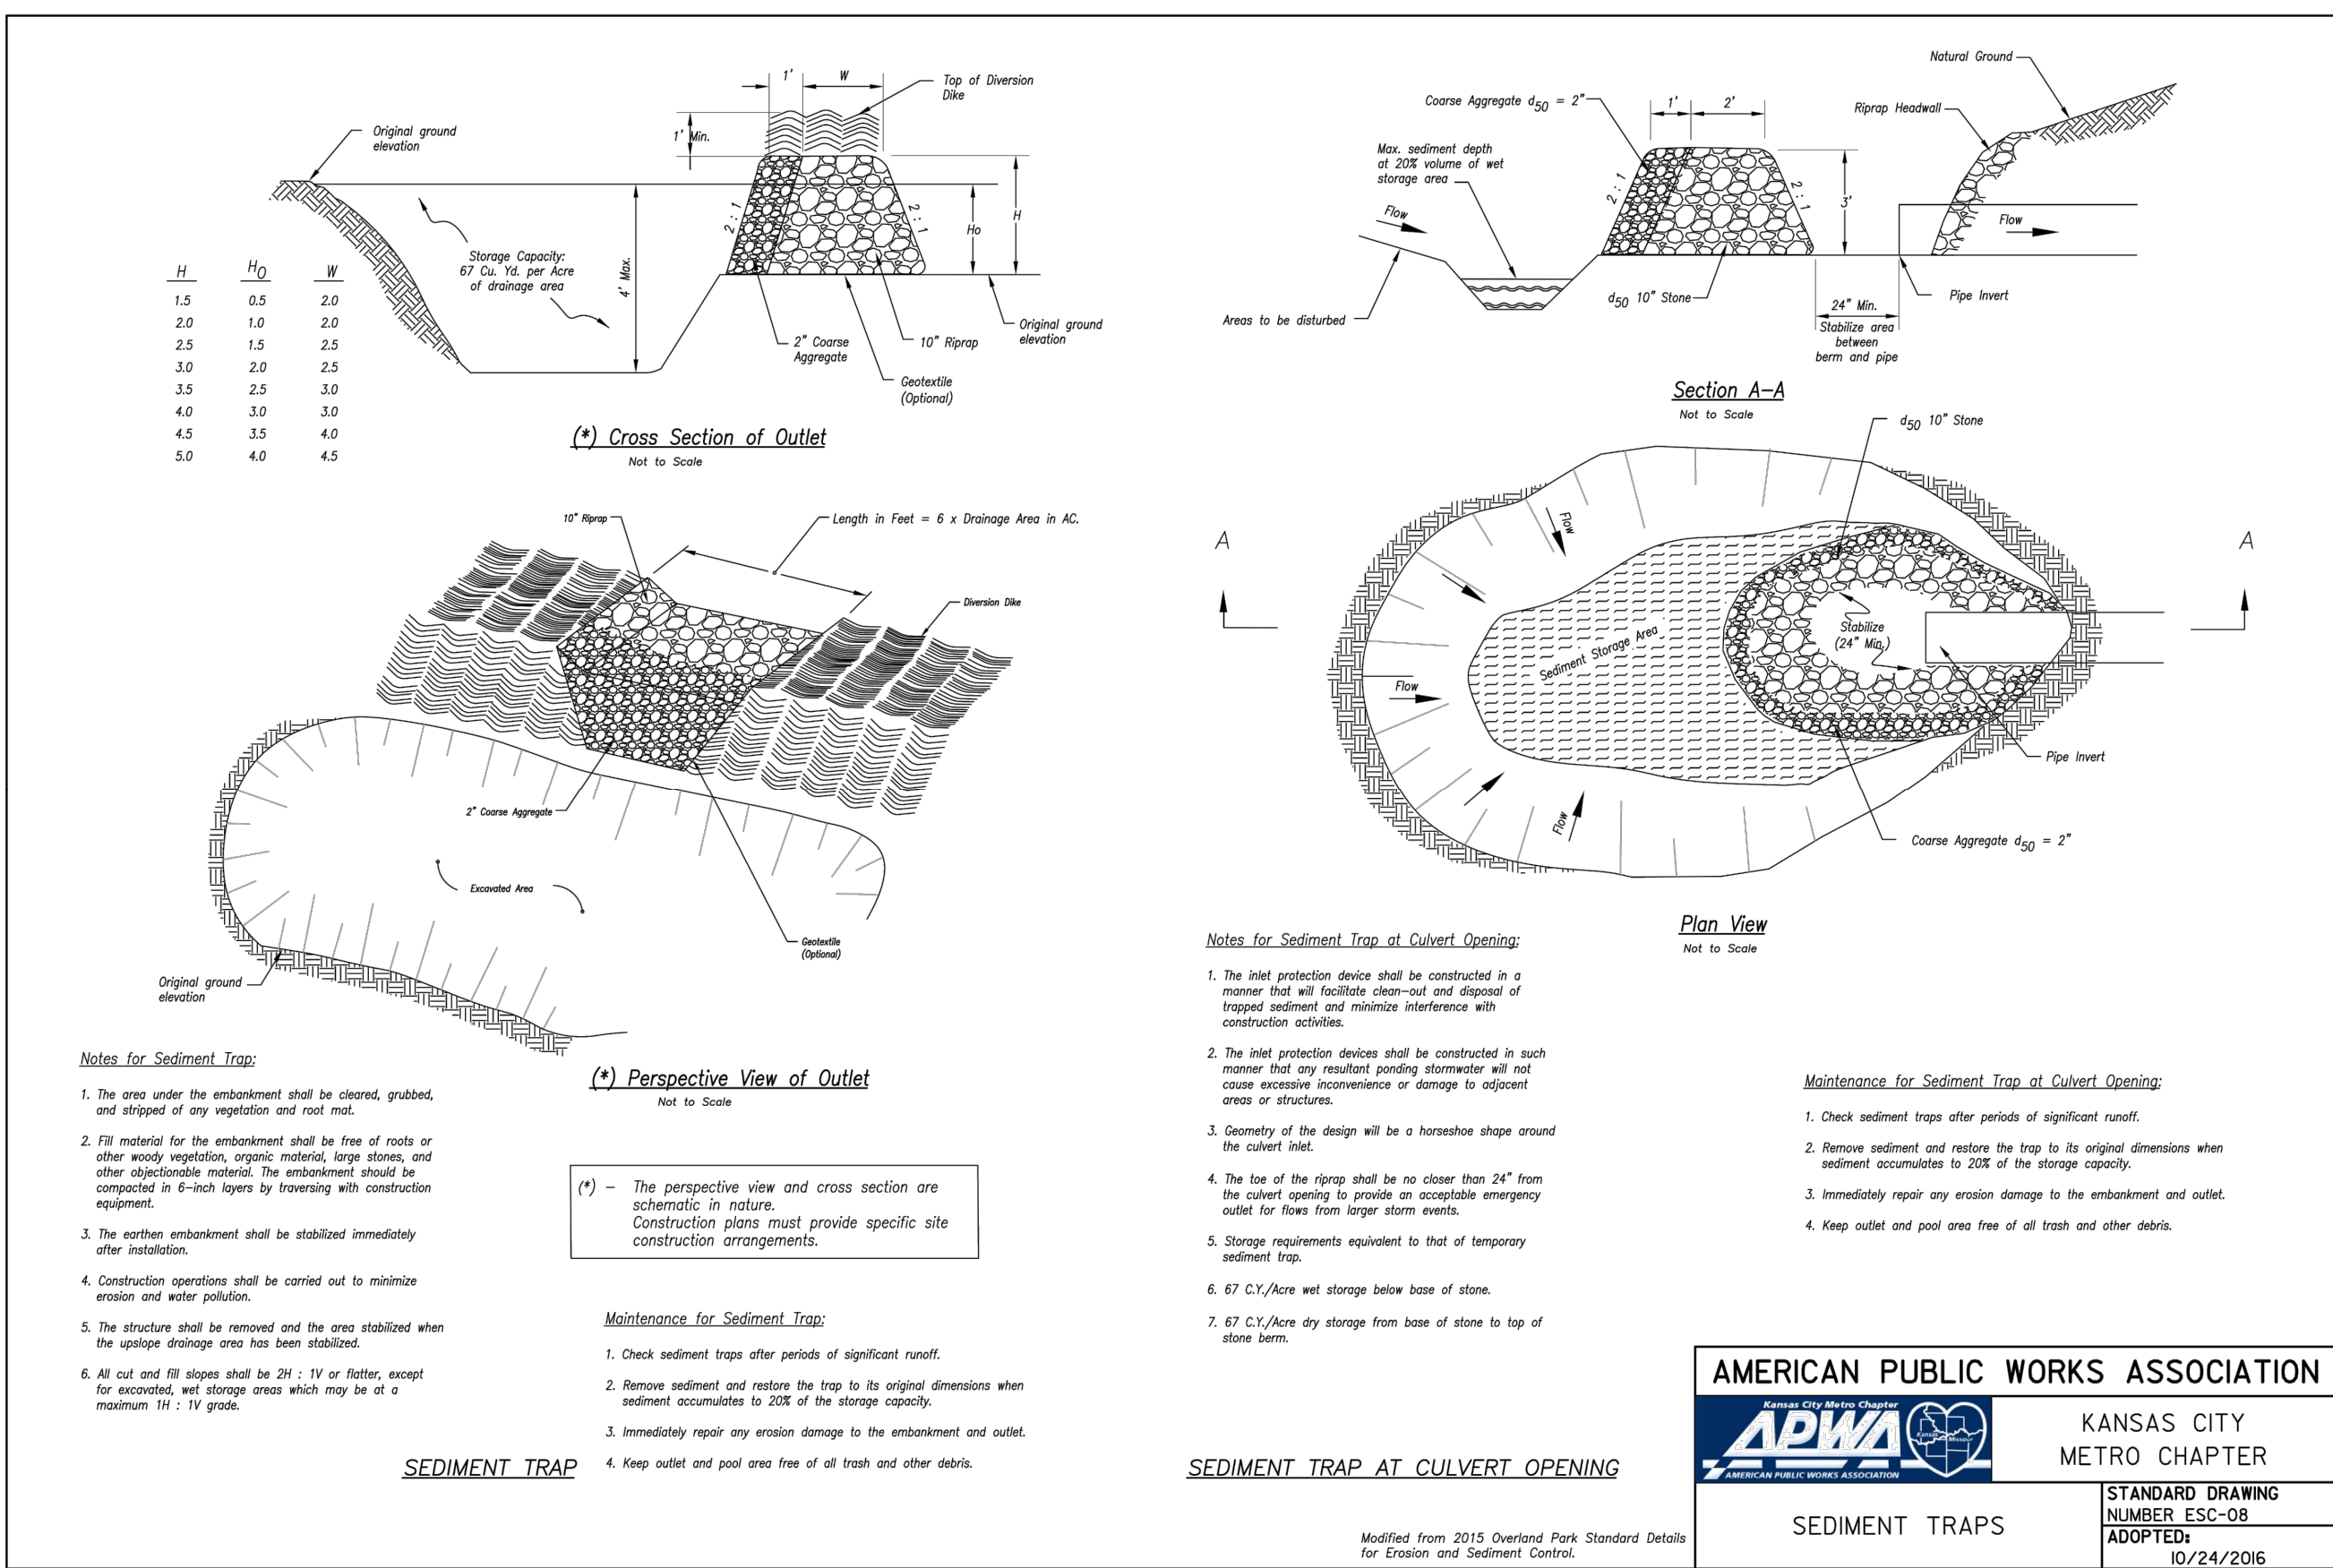 1'
W
Top of Diversion
Dike
1' Min.
Original ground
elevation
2 : 1
2 : 1
Ho
H
4' Max.
Storage Capacity:
67 Cu. Yd. per Acre
of drainage area
Original ground
elevation
2" Coarse
Aggregate
10" Riprap
Geotextile
(Optional)
H HO W
1.5 0.5 2.0
2.0 1.0 2.0
2.5 1.5 2.5
3.0 2.0 2.5
3.5 2.5 3.0
4.0 3.0 3.0
4.5 3.5 4.0
5.0 4.0 4.5
(*) Cross Section of Outlet
Not to Scale
10" Riprap
Length in Feet = 6 x Drainage Area in AC.
Diversion Dike
2" Coarse Aggregate
Excavated Area
Geotextile
(Optional)
Original ground
elevation
(*) Perspective View of Outlet
Not to Scale
Notes for Sediment Trap:
1. The area under the embankment shall be cleared, grubbed,
and stripped of any vegetation and root mat.
2. Fill material for the embankment shall be free of roots or
other woody vegetation, organic material, large stones, and
other objectionable material. The embankment should be
compacted in 6-inch layers by traversing with construction
equipment.
3. The earthen embankment shall be stabilized immediately
after installation.
4. Construction operations shall be carried out to minimize
erosion and water pollution.
5. The structure shall be removed and the area stabilized when
the upslope drainage area has been stabilized.
6. All cut and fill slopes shall be 2H : 1V or flatter, except
for excavated, wet storage areas which may be at a
maximum 1H : 1V grade.
(*) – The perspective view and cross section are
schematic in nature.
Construction plans must provide specific site
construction arrangements.
Maintenance for Sediment Trap:
1. Check sediment traps after periods of significant runoff.
2. Remove sediment and restore the trap to its original dimensions when
sediment accumulates to 20% of the storage capacity.
3. Immediately repair any erosion damage to the embankment and outlet.
4. Keep outlet and pool area free of all trash and other debris.
SEDIMENT TRAP
Natural Ground
Coarse Aggregate d50 = 2"
1'
2'
Riprap Headwall
Max. sediment depth
at 20% volume of wet
storage area
2 : 1
2 : 1
3'
Flow
Flow
Areas to be disturbed
d50 10" Stone
24" Min.
Stabilize area
between
berm and pipe
Pipe Invert
Section A-A
Not to Scale
d50 10" Stone
A
A
Flow
Flow
Flow
Sediment Storage Area
Stabilize
(24" Min.)
Pipe Invert
Coarse Aggregate d50 = 2"
Plan View
Not to Scale
Notes for Sediment Trap at Culvert Opening:
1. The inlet protection device shall be constructed in a
manner that will facilitate clean-out and disposal of
trapped sediment and minimize interference with
construction activities.
2. The inlet protection devices shall be constructed in such
manner that any resultant ponding stormwater will not
cause excessive inconvenience or damage to adjacent
areas or structures.
3. Geometry of the design will be a horseshoe shape around
the culvert inlet.
4. The toe of the riprap shall be no closer than 24" from
the culvert opening to provide an acceptable emergency
outlet for flows from larger storm events.
5. Storage requirements equivalent to that of temporary
sediment trap.
6. 67 C.Y./Acre wet storage below base of stone.
7. 67 C.Y./Acre dry storage from base of stone to top of
stone berm.
Maintenance for Sediment Trap at Culvert Opening:
1. Check sediment traps after periods of significant runoff.
2. Remove sediment and restore the trap to its original dimensions when
sediment accumulates to 20% of the storage capacity.
3. Immediately repair any erosion damage to the embankment and outlet.
4. Keep outlet and pool area free of all trash and other debris.
SEDIMENT TRAP AT CULVERT OPENING
Modified from 2015 Overland Park Standard Details
for Erosion and Sediment Control.
AMERICAN PUBLIC WORKS ASSOCIATION
Kansas City Metro Chapter
APWA
Kansas Missouri
AMERICAN PUBLIC WORKS ASSOCIATION
KANSAS CITY
METRO CHAPTER
SEDIMENT TRAPS
STANDARD DRAWING
NUMBER ESC-08
ADOPTED:
10/24/2016